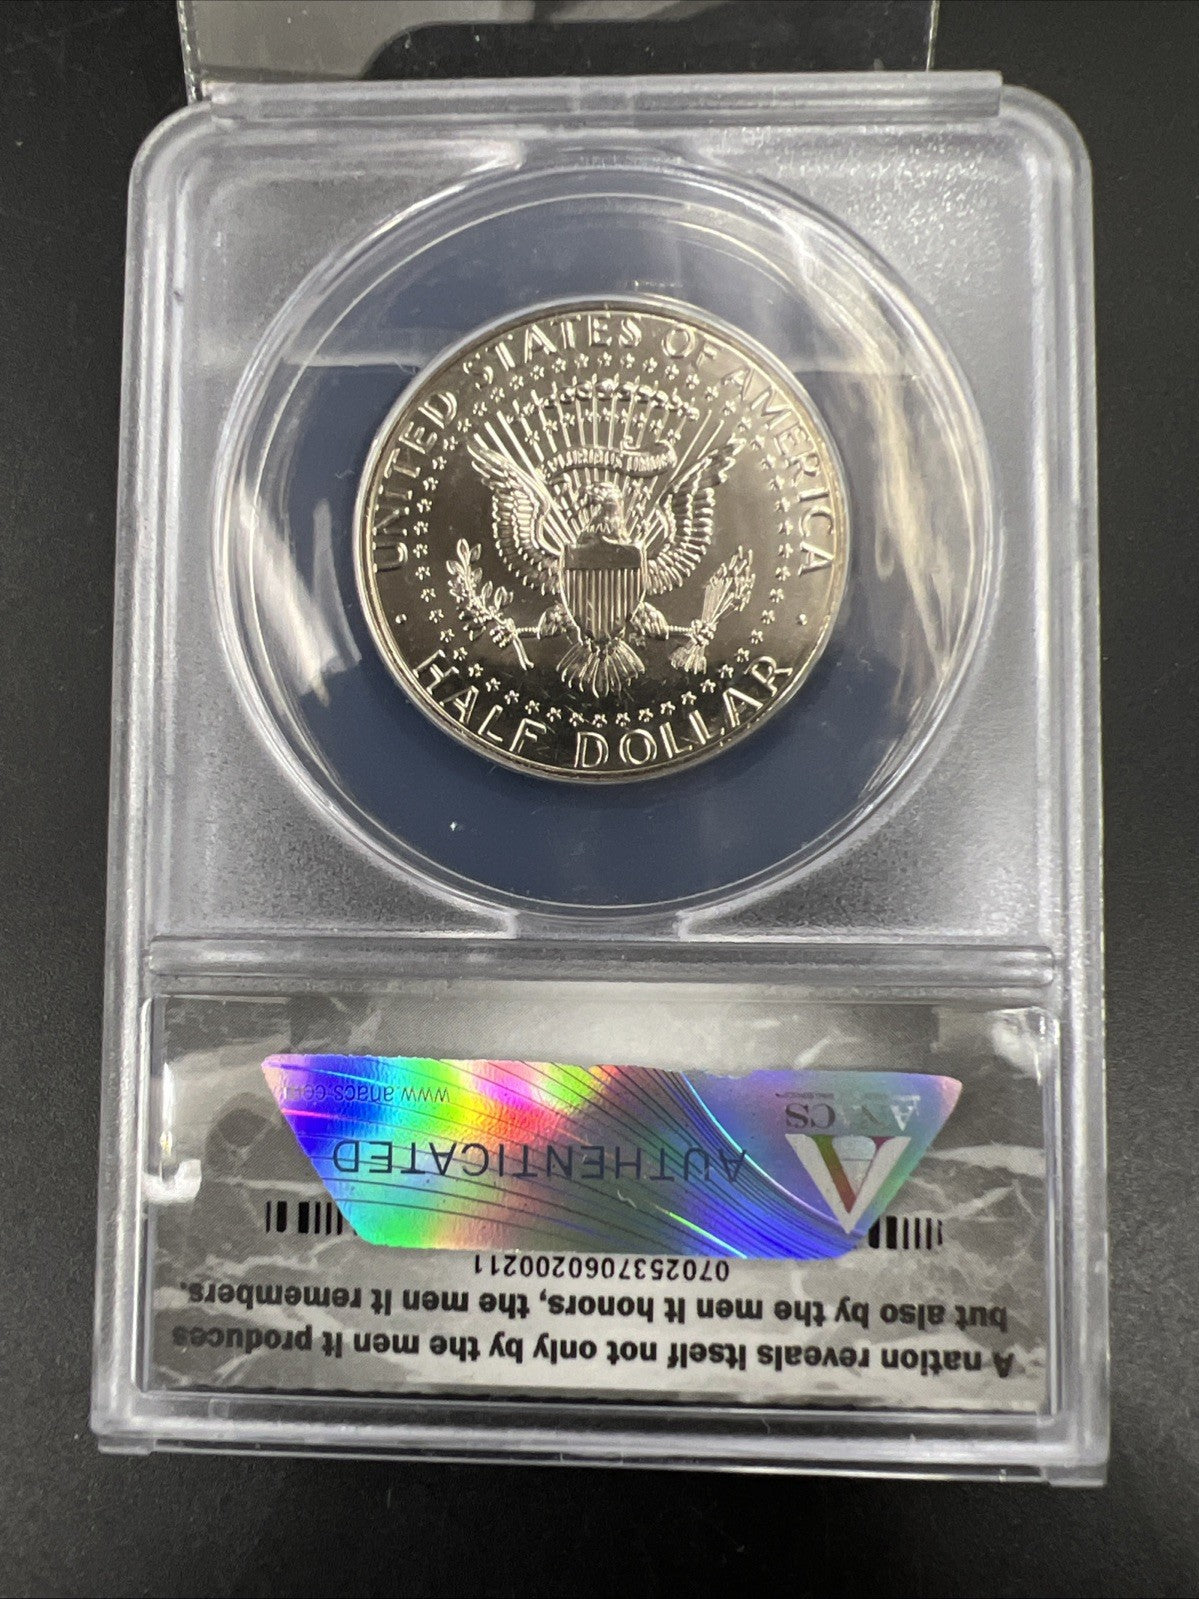 UNITED STATES OF AMERICA
E PLURIBUS UNUM
HALF DOLLAR
A nation reveals itself not only by the men it produces
but also by the men it honors, the men it remembers.
0702537060200211
ANACS
AUTHENTICATED
www.anacs.com